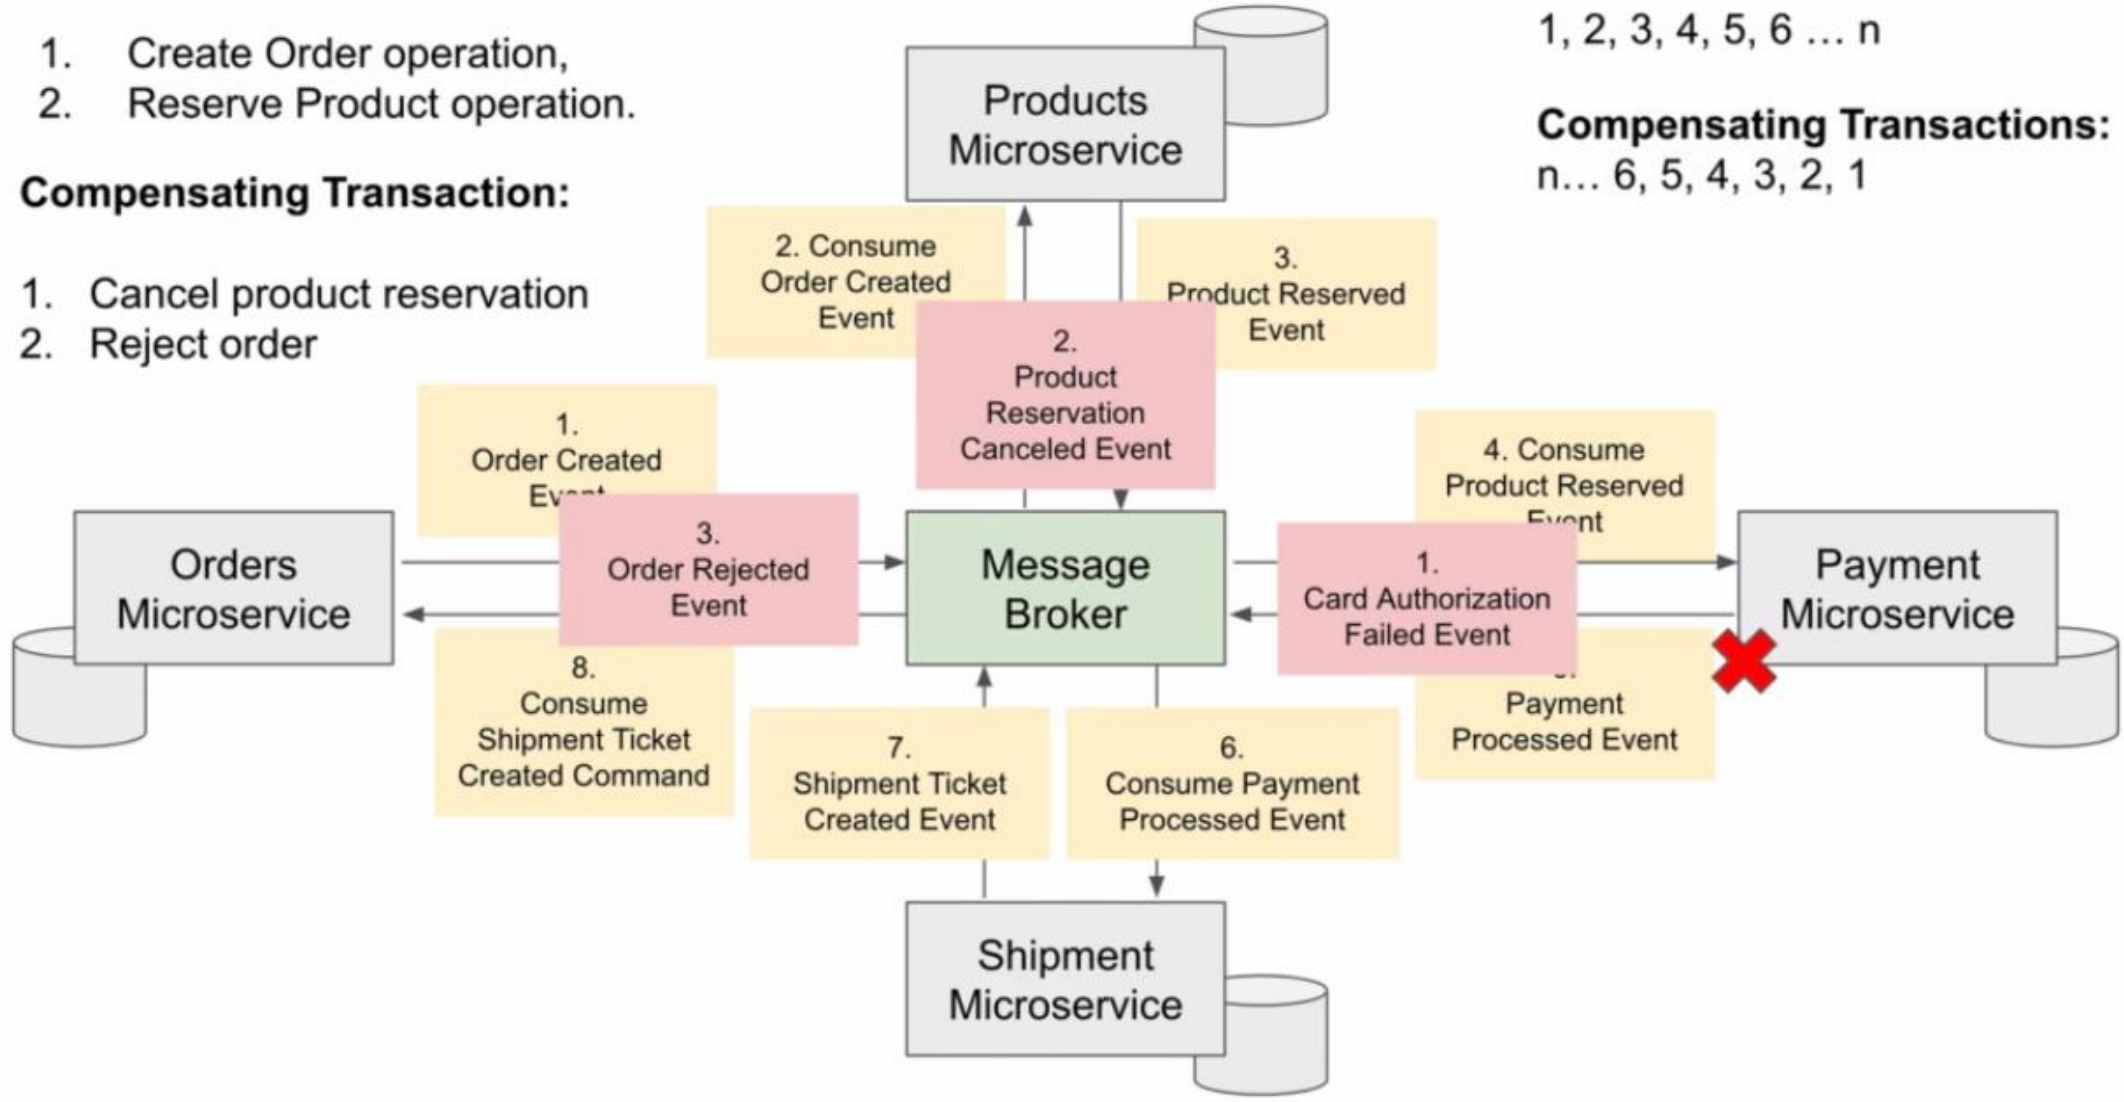 1. Create Order operation,
2. Reserve Product operation.
Compensating Transaction:
1. Cancel product reservation
2. Reject order
1, 2, 3, 4, 5, 6 ... n
Compensating Transactions:
n... 6, 5, 4, 3, 2, 1
Products
Microservice
2. Consume
Order Created
Event
3.
Product Reserved
Event
2.
Product
Reservation
Canceled Event
1.
Order Created
Event
4. Consume
Product Reserved
Event
Orders
Microservice
3.
Order Rejected
Event
Message
Broker
1.
Card Authorization
Failed Event
Payment
Microservice
8.
Consume
Shipment Ticket
Created Command
7.
Shipment Ticket
Created Event
6.
Consume Payment
Processed Event
Payment
Processed Event
Shipment
Microservice